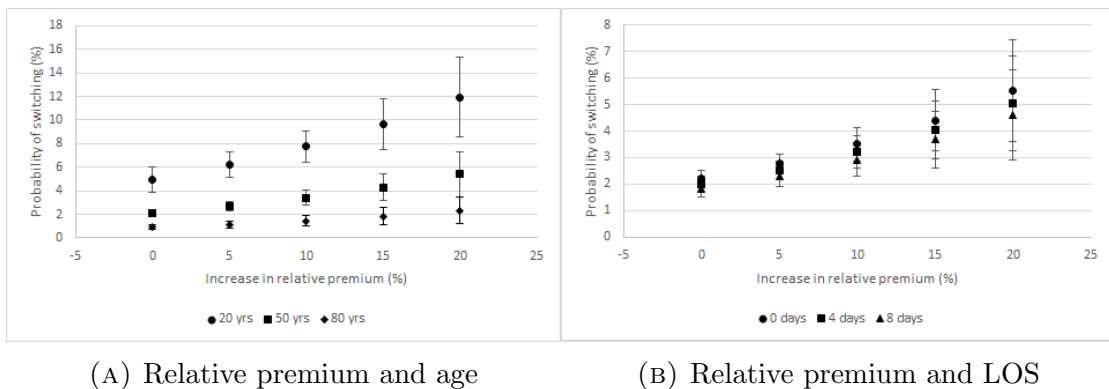 18
16
14
12
10
8
6
4
2
0
Probability of switching (%)
-5 0 5 10 15 20 25
Increase in relative premium (%)
20 yrs 50 yrs 80 yrs
(A) Relative premium and age
8
7
6
5
4
3
2
1
0
Probability of switching (%)
-5 0 5 10 15 20 25
Increase in relative premium (%)
0 days 4 days 8 days
(B) Relative premium and LOS